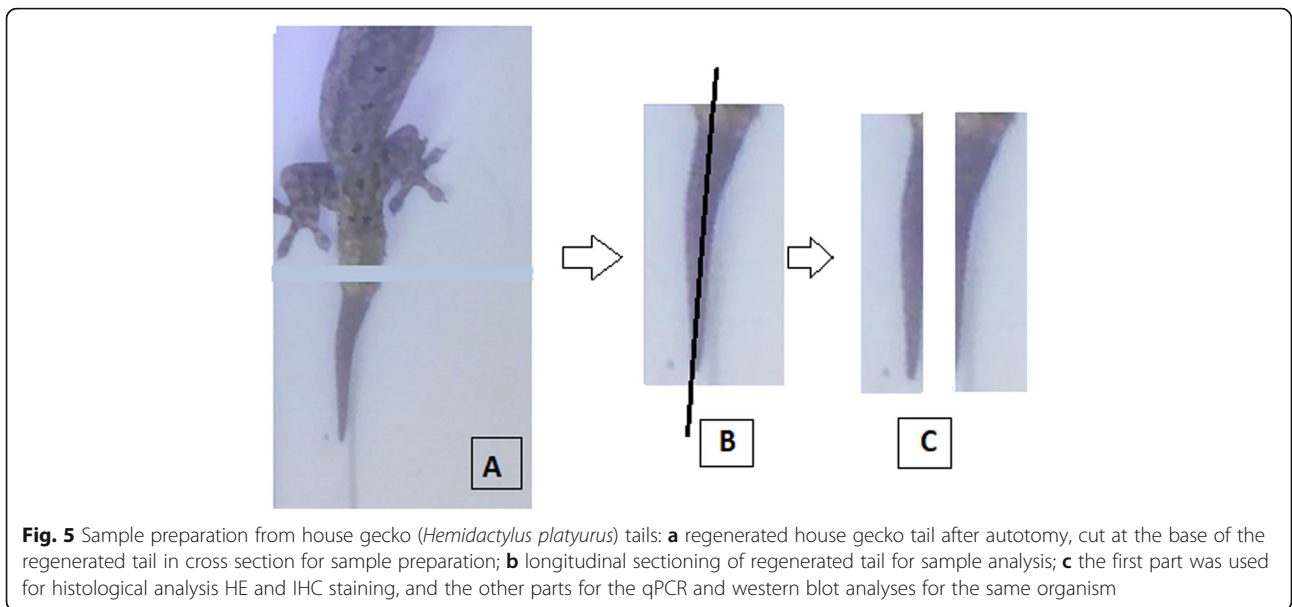 A
B
C
Fig. 5 Sample preparation from house gecko (Hemidactylus platyurus) tails: a regenerated house gecko tail after autotomy, cut at the base of the
regenerated tail in cross section for sample preparation; b longitudinal sectioning of regenerated tail for sample analysis; c the first part was used
for histological analysis HE and IHC staining, and the other parts for the qPCR and western blot analyses for the same organism